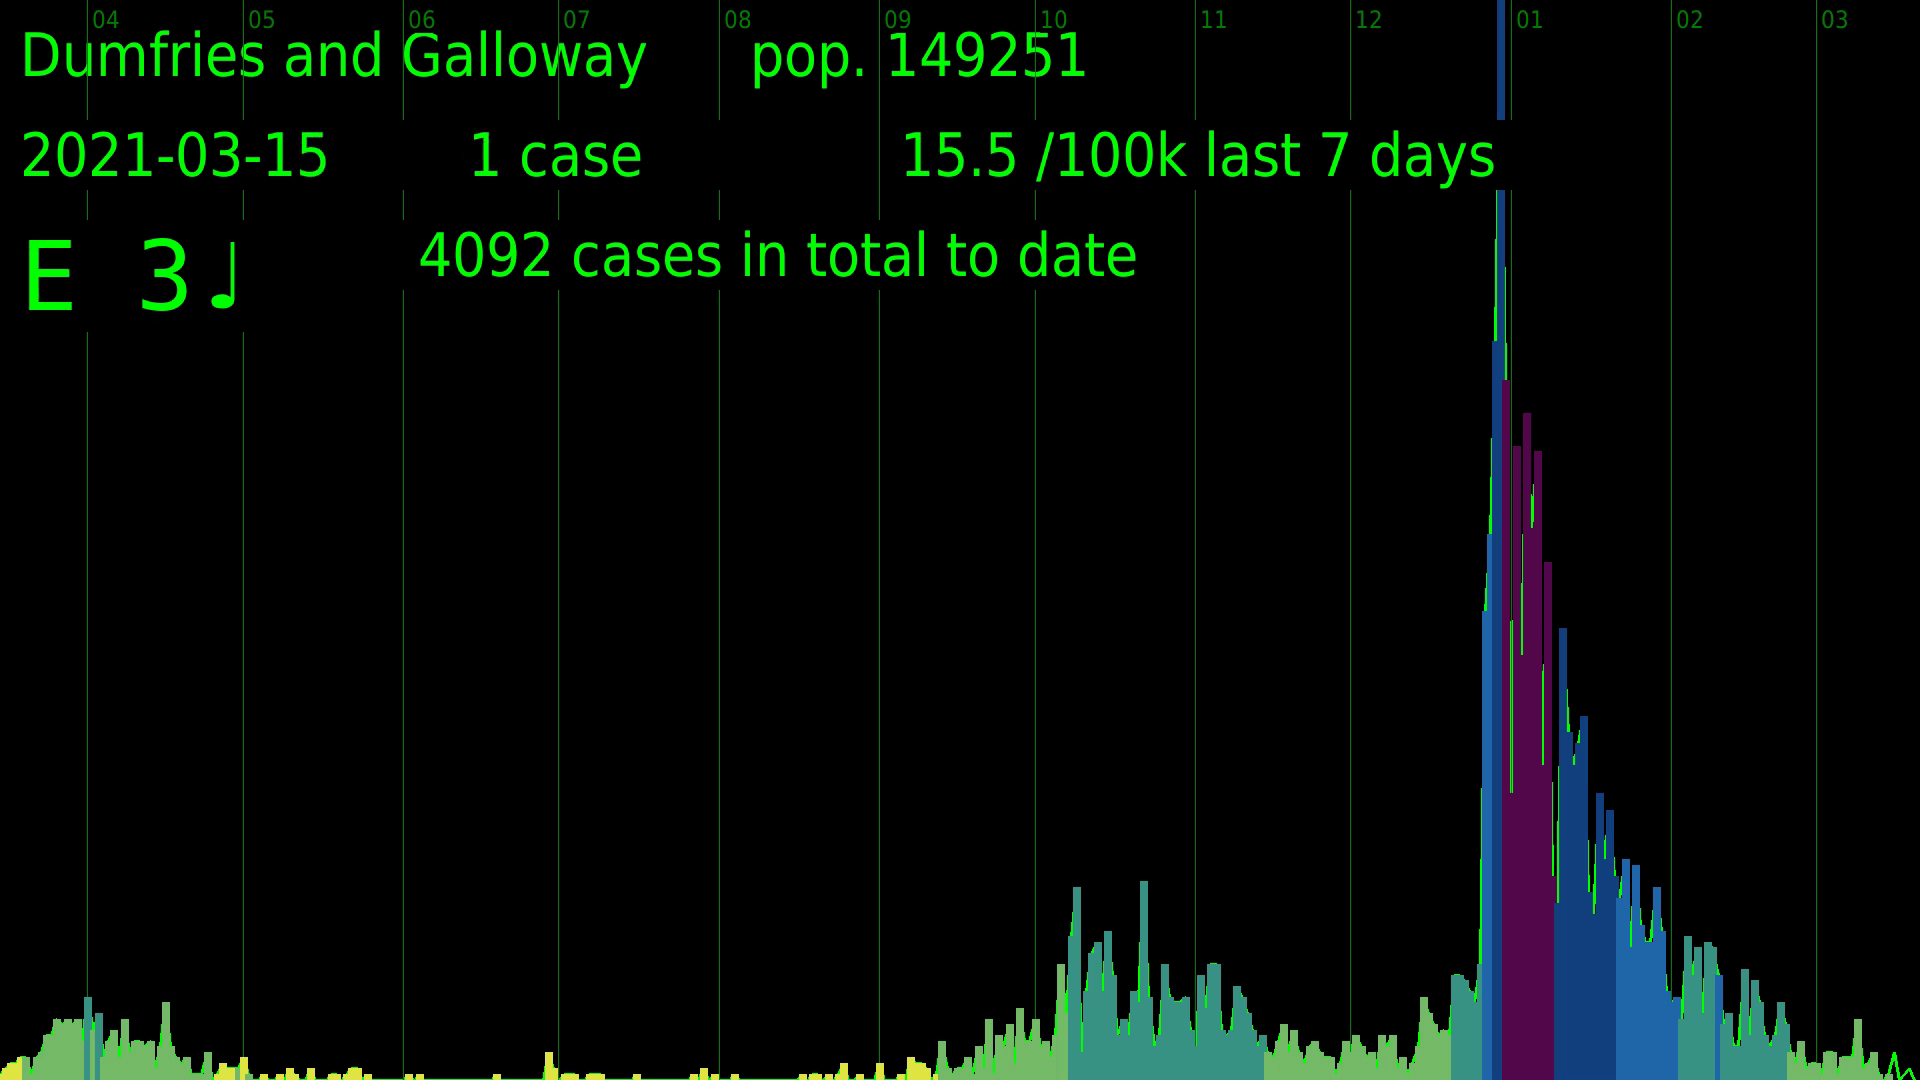 04 05 06 07 08 09 10 11 12 01 02 03
Dumfries and Galloway pop. 149251
2021-03-15 1 case 15.5 /100k last 7 days
E 3♩ 4092 cases in total to date